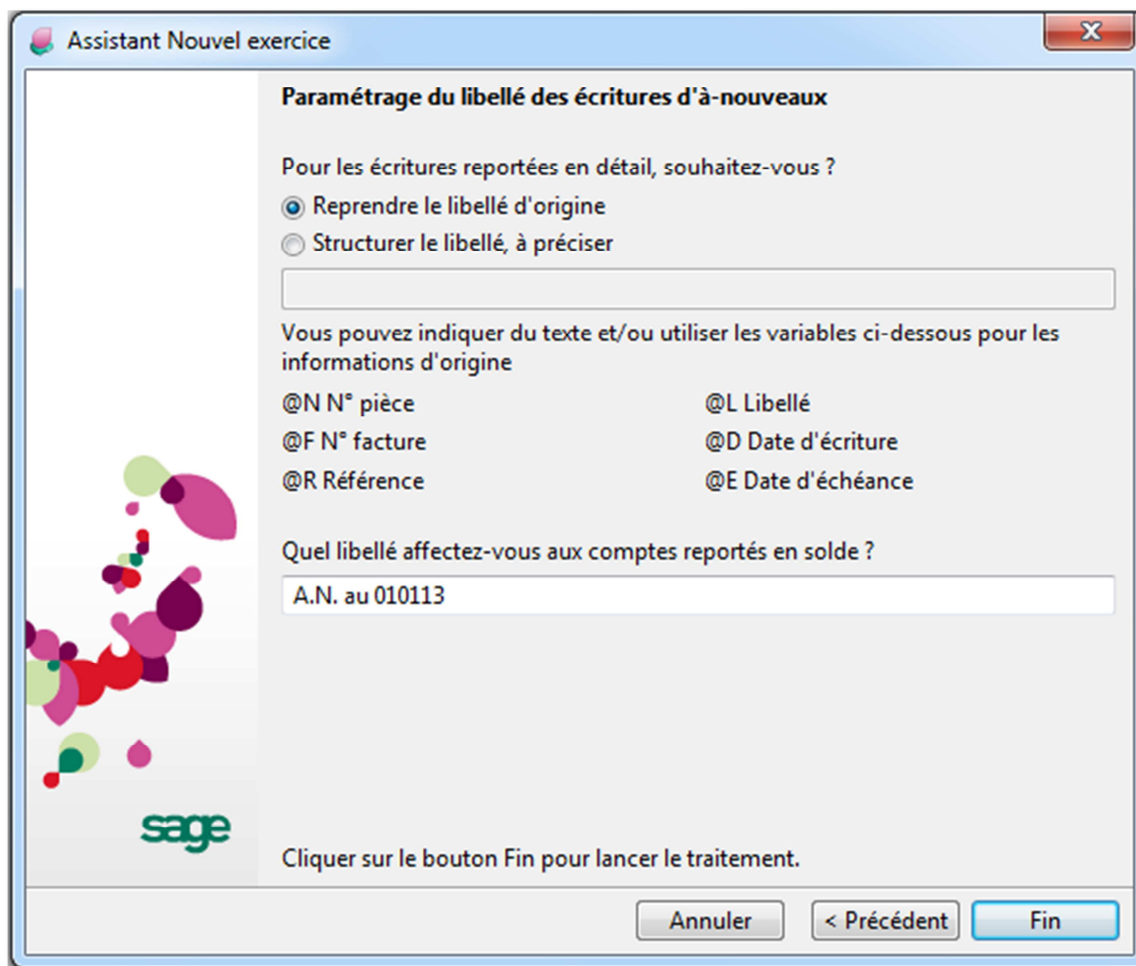 Assistant Nouvel exercice
Paramétrage du libellé des écritures d'à-nouveaux
Pour les écritures reportées en détail, souhaitez-vous ?
Reprendre le libellé d'origine
Structurer le libellé, à préciser
Vous pouvez indiquer du texte et/ou utiliser les variables ci-dessous pour les
informations d'origine
@N N° pièce @L Libellé
@F N° facture @D Date d'écriture
@R Référence @E Date d'échéance
Quel libellé affectez-vous aux comptes reportés en solde ?
A.N. au 010113
sage
Cliquer sur le bouton Fin pour lancer le traitement.
Annuler < Précédent Fin